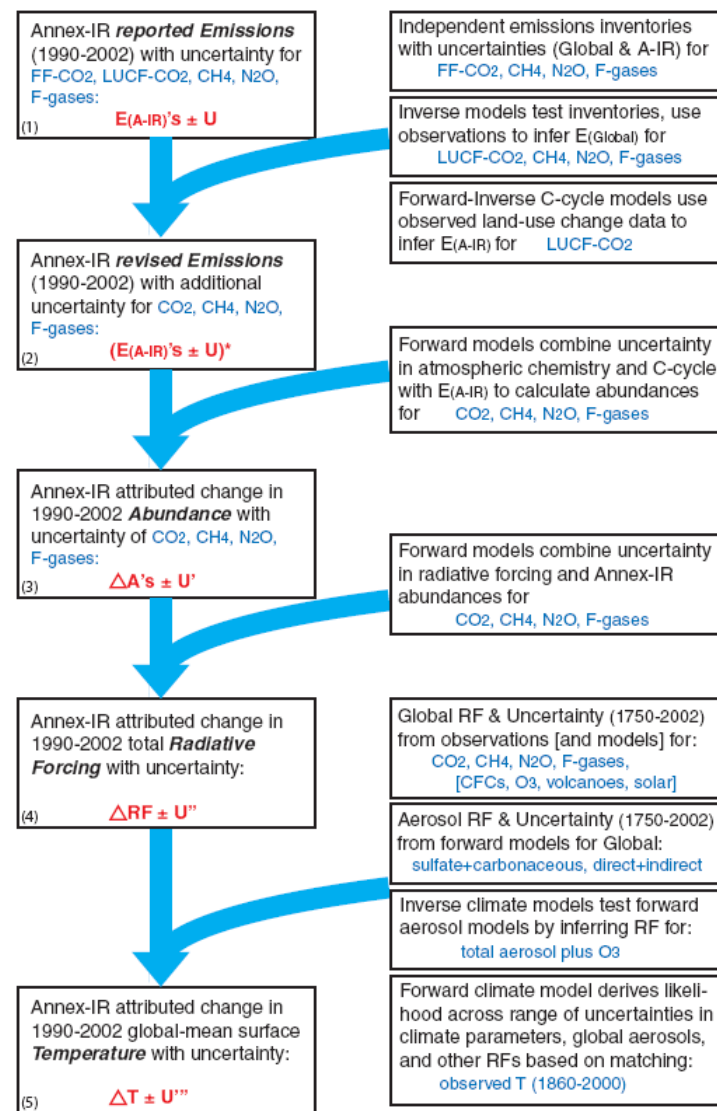 Annex-IR reported Emissions
(1990-2002) with uncertainty for
FF-CO2, LUCF-CO2, CH4, N2O,
F-gases:
E(A-IR)'s ± U
(1)
Independent emissions inventories
with uncertainties (Global & A-IR) for
FF-CO2, CH4, N2O, F-gases
Inverse models test inventories, use
observations to infer E(Global) for
LUCF-CO2, CH4, N2O, F-gases
Forward-Inverse C-cycle models use
observed land-use change data to
infer E(A-IR) for LUCF-CO2
Annex-IR revised Emissions
(1990-2002) with additional
uncertainty for CO2, CH4, N2O,
F-gases:
(E(A-IR)'s ± U)*
(2)
Forward models combine uncertainty
in atmospheric chemistry and C-cycle
with E(A-IR) to calculate abundances
for CO2, CH4, N2O, F-gases
Annex-IR attributed change in
1990-2002 Abundance with
uncertainty of CO2, CH4, N2O,
F-gases:
△A's ± U'
(3)
Forward models combine uncertainty
in radiative forcing and Annex-IR
abundances for
CO2, CH4, N2O, F-gases
Annex-IR attributed change in
1990-2002 total Radiative
Forcing with uncertainty:
△RF ± U''
(4)
Global RF & Uncertainty (1750-2002)
from observations [and models] for:
CO2, CH4, N2O, F-gases,
[CFCs, O3, volcanoes, solar]
Aerosol RF & Uncertainty (1750-2002)
from forward models for Global:
sulfate+carbonaceous, direct+indirect
Inverse climate models test forward
aerosol models by inferring RF for:
total aerosol plus O3
Annex-IR attributed change in
1990-2002 global-mean surface
Temperature with uncertainty:
△T ± U'''
(5)
Forward climate model derives likeli-
hood across range of uncertainties in
climate parameters, global aerosols,
and other RFs based on matching:
observed T (1860-2000)